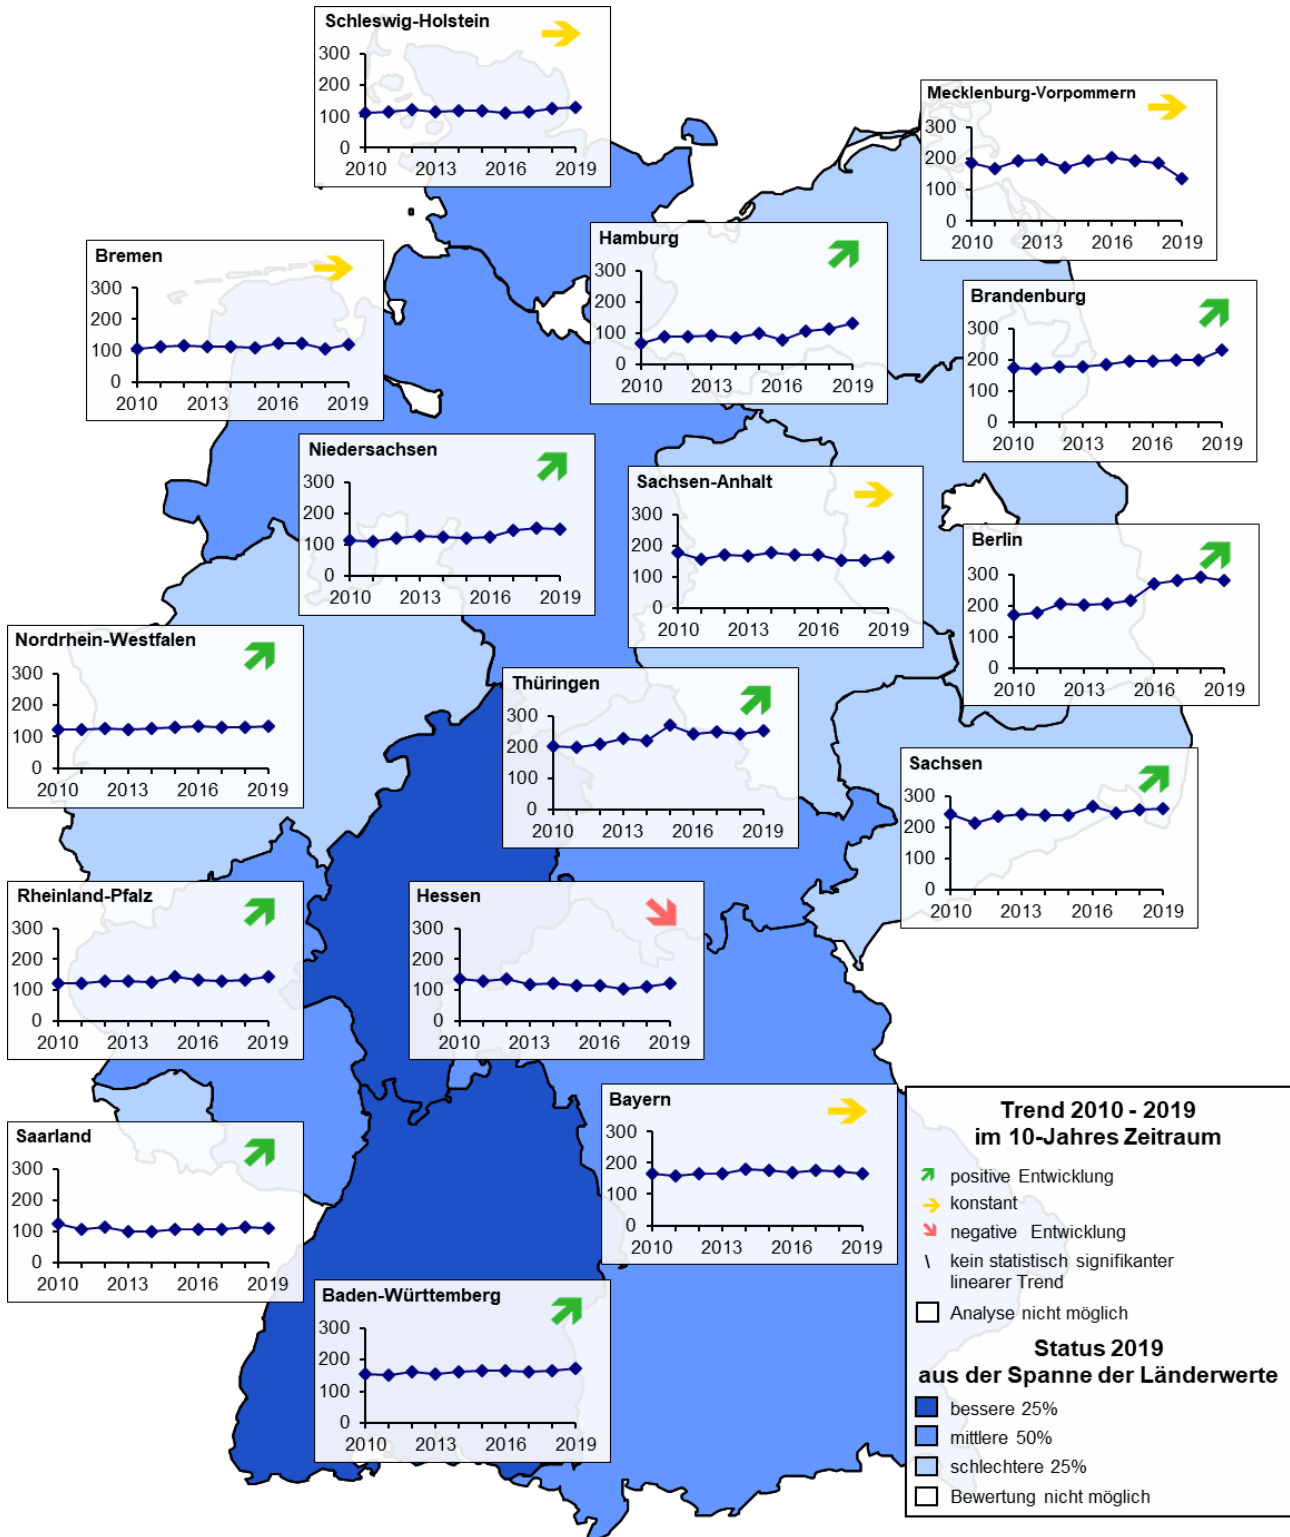 Schleswig-Holstein
300
200
100
0
2010 2013 2016 2019
Mecklenburg-Vorpommern
300
200
100
0
2010 2013 2016 2019
Bremen
300
200
100
0
2010 2013 2016 2019
Hamburg
300
200
100
0
2010 2013 2016 2019
Brandenburg
300
200
100
0
2010 2013 2016 2019
Niedersachsen
300
200
100
0
2010 2013 2016 2019
Sachsen-Anhalt
300
200
100
0
2010 2013 2016 2019
Berlin
300
200
100
0
2010 2013 2016 2019
Nordrhein-Westfalen
300
200
100
0
2010 2013 2016 2019
Thüringen
300
200
100
0
2010 2013 2016 2019
Sachsen
300
200
100
0
2010 2013 2016 2019
Rheinland-Pfalz
300
200
100
0
2010 2013 2016 2019
Hessen
300
200
100
0
2010 2013 2016 2019
Bayern
300
200
100
0
2010 2013 2016 2019
Saarland
300
200
100
0
2010 2013 2016 2019
Baden-Württemberg
300
200
100
0
2010 2013 2016 2019
Trend 2010 - 2019
im 10-Jahres Zeitraum
positive Entwicklung
konstant
negative Entwicklung
\ kein statistisch signifikanter
linearer Trend
Analyse nicht möglich
Status 2019
aus der Spanne der Länderwerte
bessere 25%
mittlere 50%
schlechtere 25%
Bewertung nicht möglich